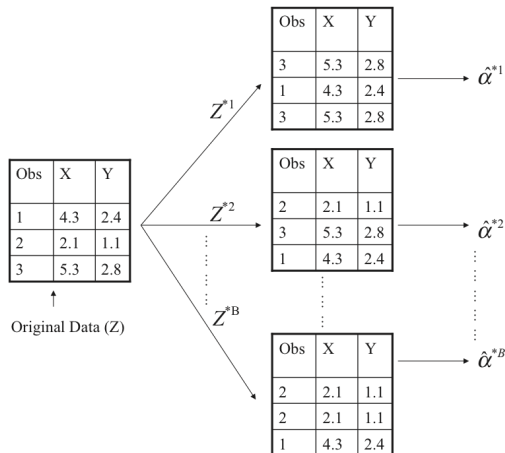 Obs X Y
3 5.3 2.8
1 4.3 2.4
3 5.3 2.8
α̂*1
Z*1
Obs X Y
1 4.3 2.4
2 2.1 1.1
3 5.3 2.8
Original Data (Z)
Z*2
Obs X Y
2 2.1 1.1
3 5.3 2.8
1 4.3 2.4
α̂*2
Z*B
Obs X Y
2 2.1 1.1
2 2.1 1.1
1 4.3 2.4
α̂*B